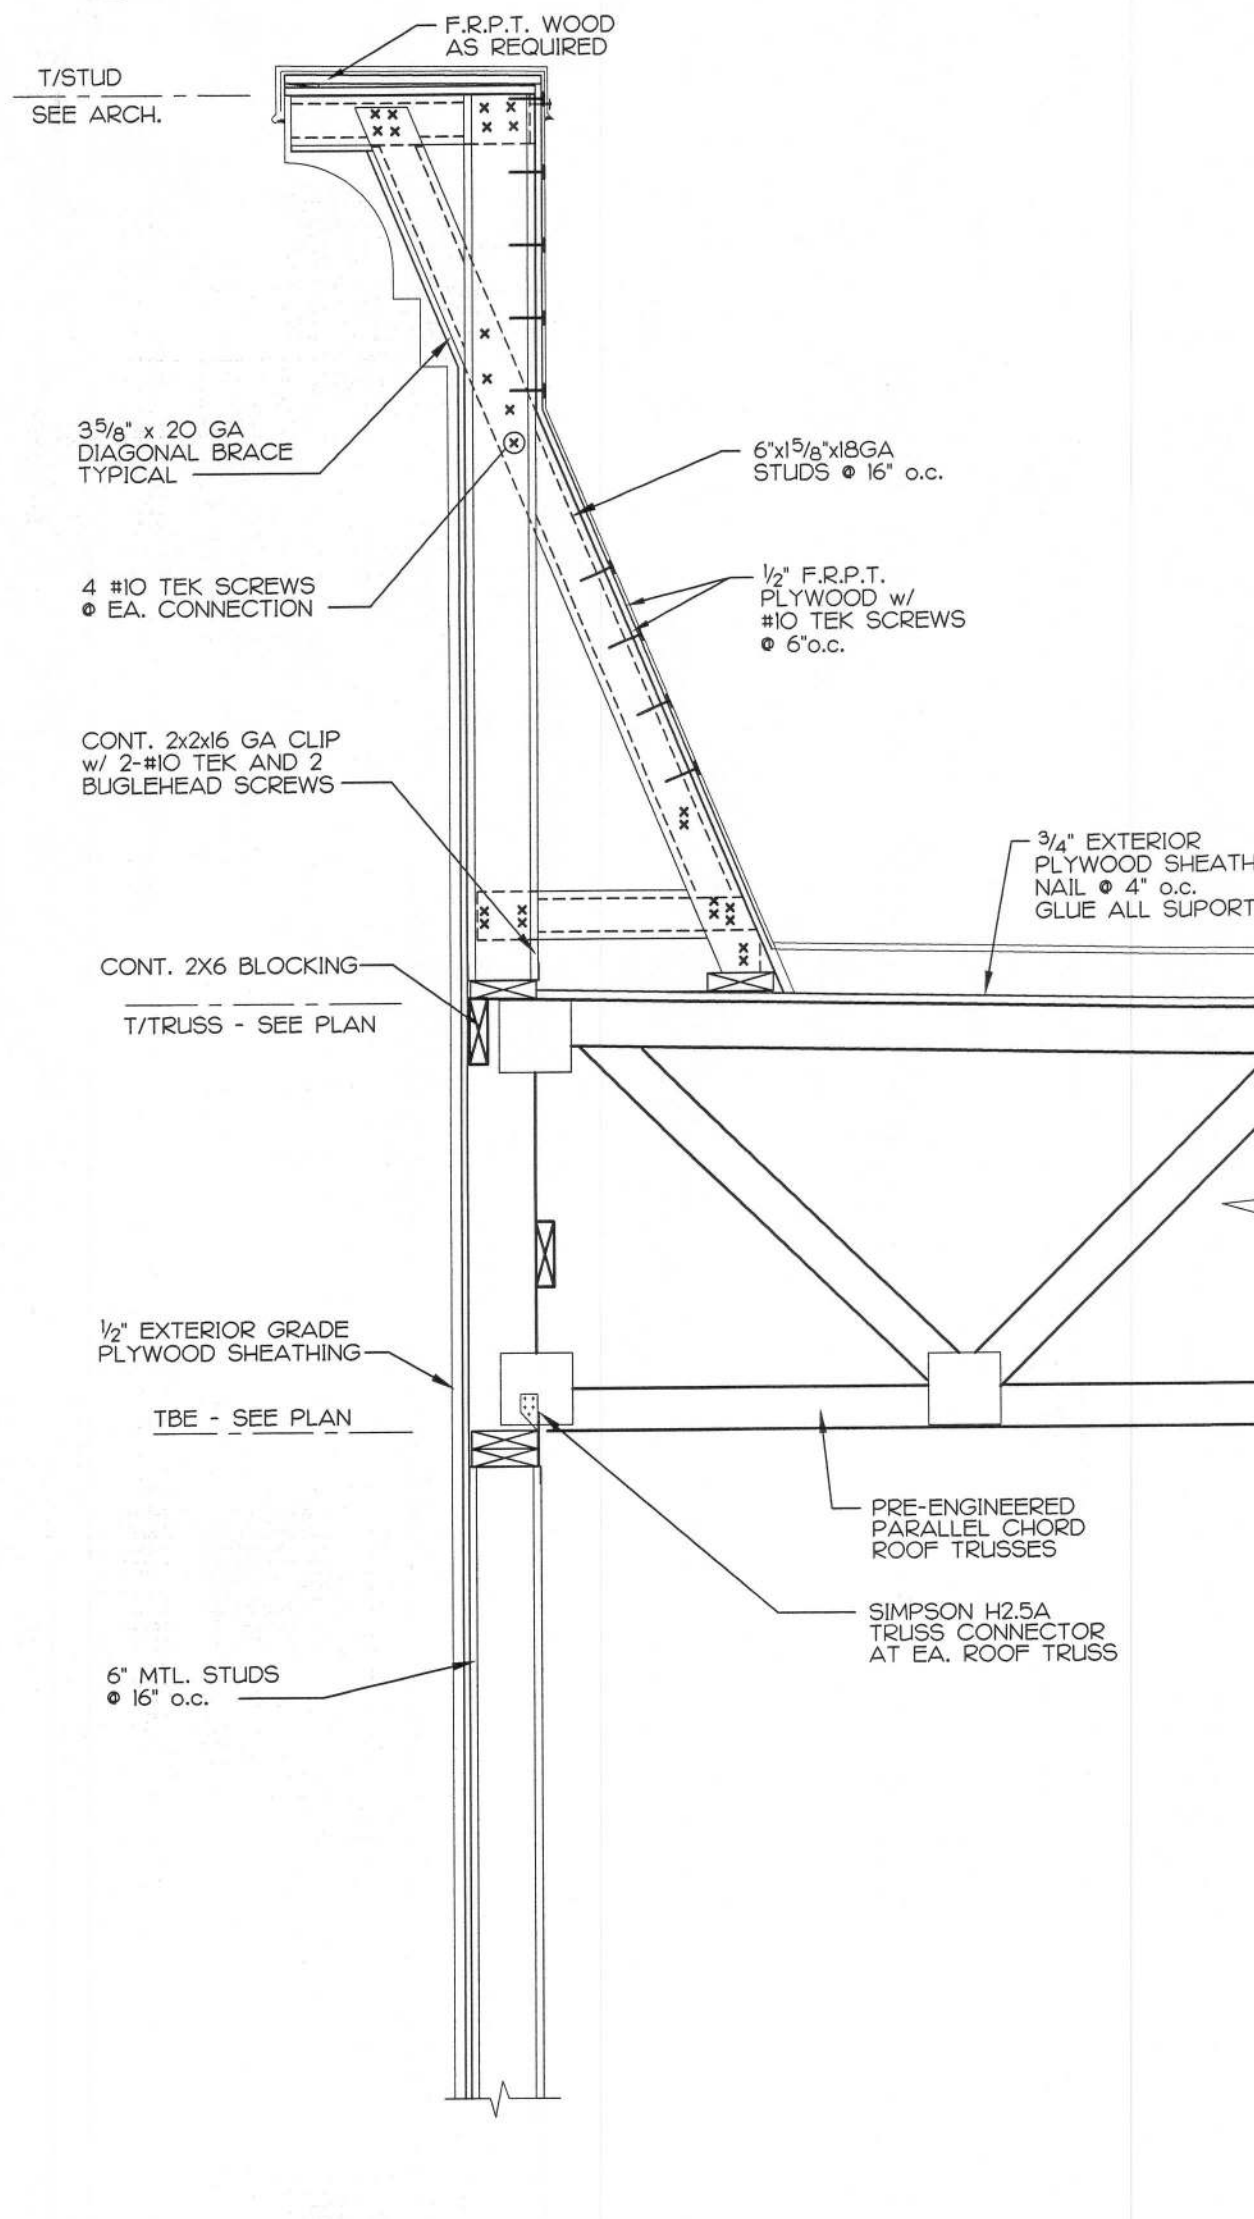 F.R.P.T. WOOD
AS REQUIRED
T/STUD
SEE ARCH.
3 5/8" x 20 GA
DIAGONAL BRACE
TYPICAL
6"x1 5/8"x18GA
STUDS @ 16" o.c.
4 #10 TEK SCREWS
@ EA. CONNECTION
1/2" F.R.P.T.
PLYWOOD w/
#10 TEK SCREWS
@ 6"o.c.
CONT. 2x2x16 GA CLIP
w/ 2-#10 TEK AND 2
BUGLEHEAD SCREWS
3/4" EXTERIOR
PLYWOOD SHEATH
NAIL @ 4" o.c.
GLUE ALL SUPORT
CONT. 2X6 BLOCKING
T/TRUSS - SEE PLAN
1/2" EXTERIOR GRADE
PLYWOOD SHEATHING
TBE - SEE PLAN
PRE-ENGINEERED
PARALLEL CHORD
ROOF TRUSSES
SIMPSON H2.5A
TRUSS CONNECTOR
AT EA. ROOF TRUSS
6" MTL. STUDS
@ 16" o.c.